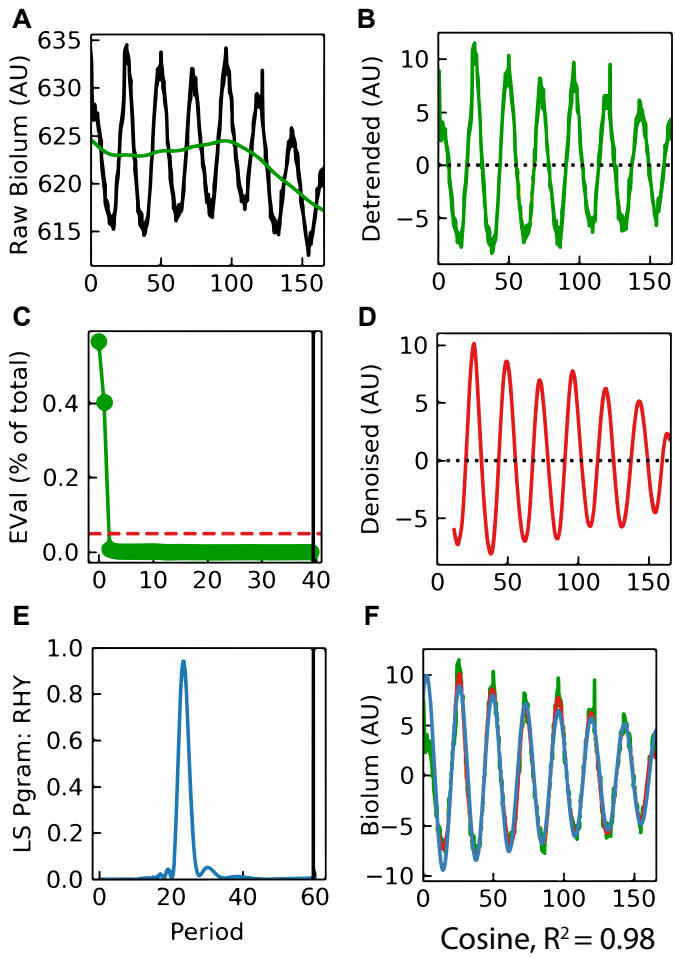 A
635
630
625
620
615
Raw Biolum (AU)
0 50 100 150
B
10
5
0
−5
Detrended (AU)
0 50 100 150
C
0.4
0.2
0.0
EVal (% of total)
0 10 20 30 40
D
10
5
0
−5
Denoised (AU)
0 50 100 150
E
1.0
0.8
0.6
0.4
0.2
0.0
LS Pgram: RHY
0 20 40 60
Period
F
10
5
0
−5
−10
Biolum (AU)
0 50 100 150
Cosine, R² = 0.98